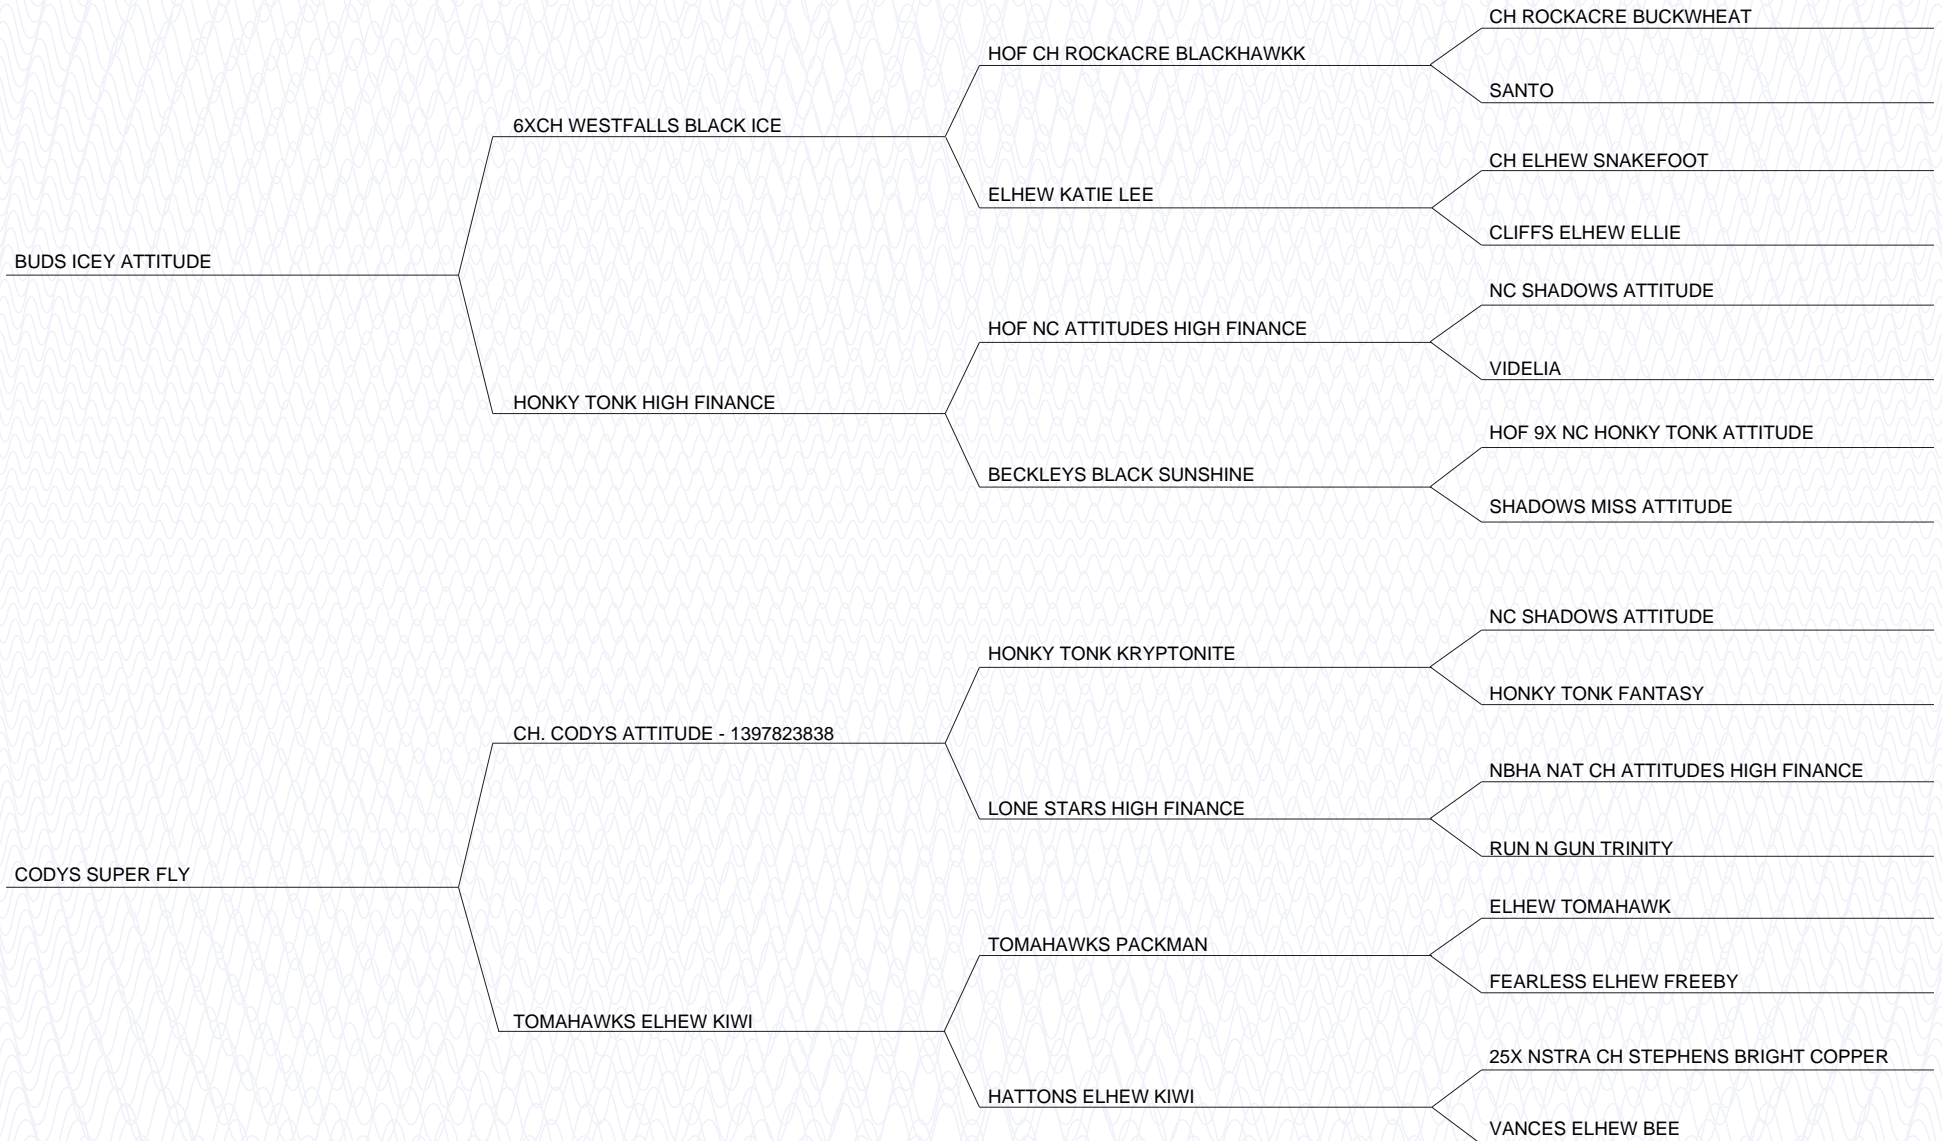 BUDS ICEY ATTITUDE
6XCH WESTFALLS BLACK ICE
HOF CH ROCKACRE BLACKHAWKK
CH ROCKACRE BUCKWHEAT
SANTO
ELHEW KATIE LEE
CH ELHEW SNAKEFOOT
CLIFFS ELHEW ELLIE
HONKY TONK HIGH FINANCE
HOF NC ATTITUDES HIGH FINANCE
NC SHADOWS ATTITUDE
VIDELIA
BECKLEYS BLACK SUNSHINE
HOF 9X NC HONKY TONK ATTITUDE
SHADOWS MISS ATTITUDE
CODYS SUPER FLY
CH. CODYS ATTITUDE - 1397823838
HONKY TONK KRYPTONITE
NC SHADOWS ATTITUDE
HONKY TONK FANTASY
LONE STARS HIGH FINANCE
NBHA NAT CH ATTITUDES HIGH FINANCE
RUN N GUN TRINITY
TOMAHAWKS ELHEW KIWI
TOMAHAWKS PACKMAN
ELHEW TOMAHAWK
FEARLESS ELHEW FREEBY
HATTONS ELHEW KIWI
25X NSTRA CH STEPHENS BRIGHT COPPER
VANCES ELHEW BEE